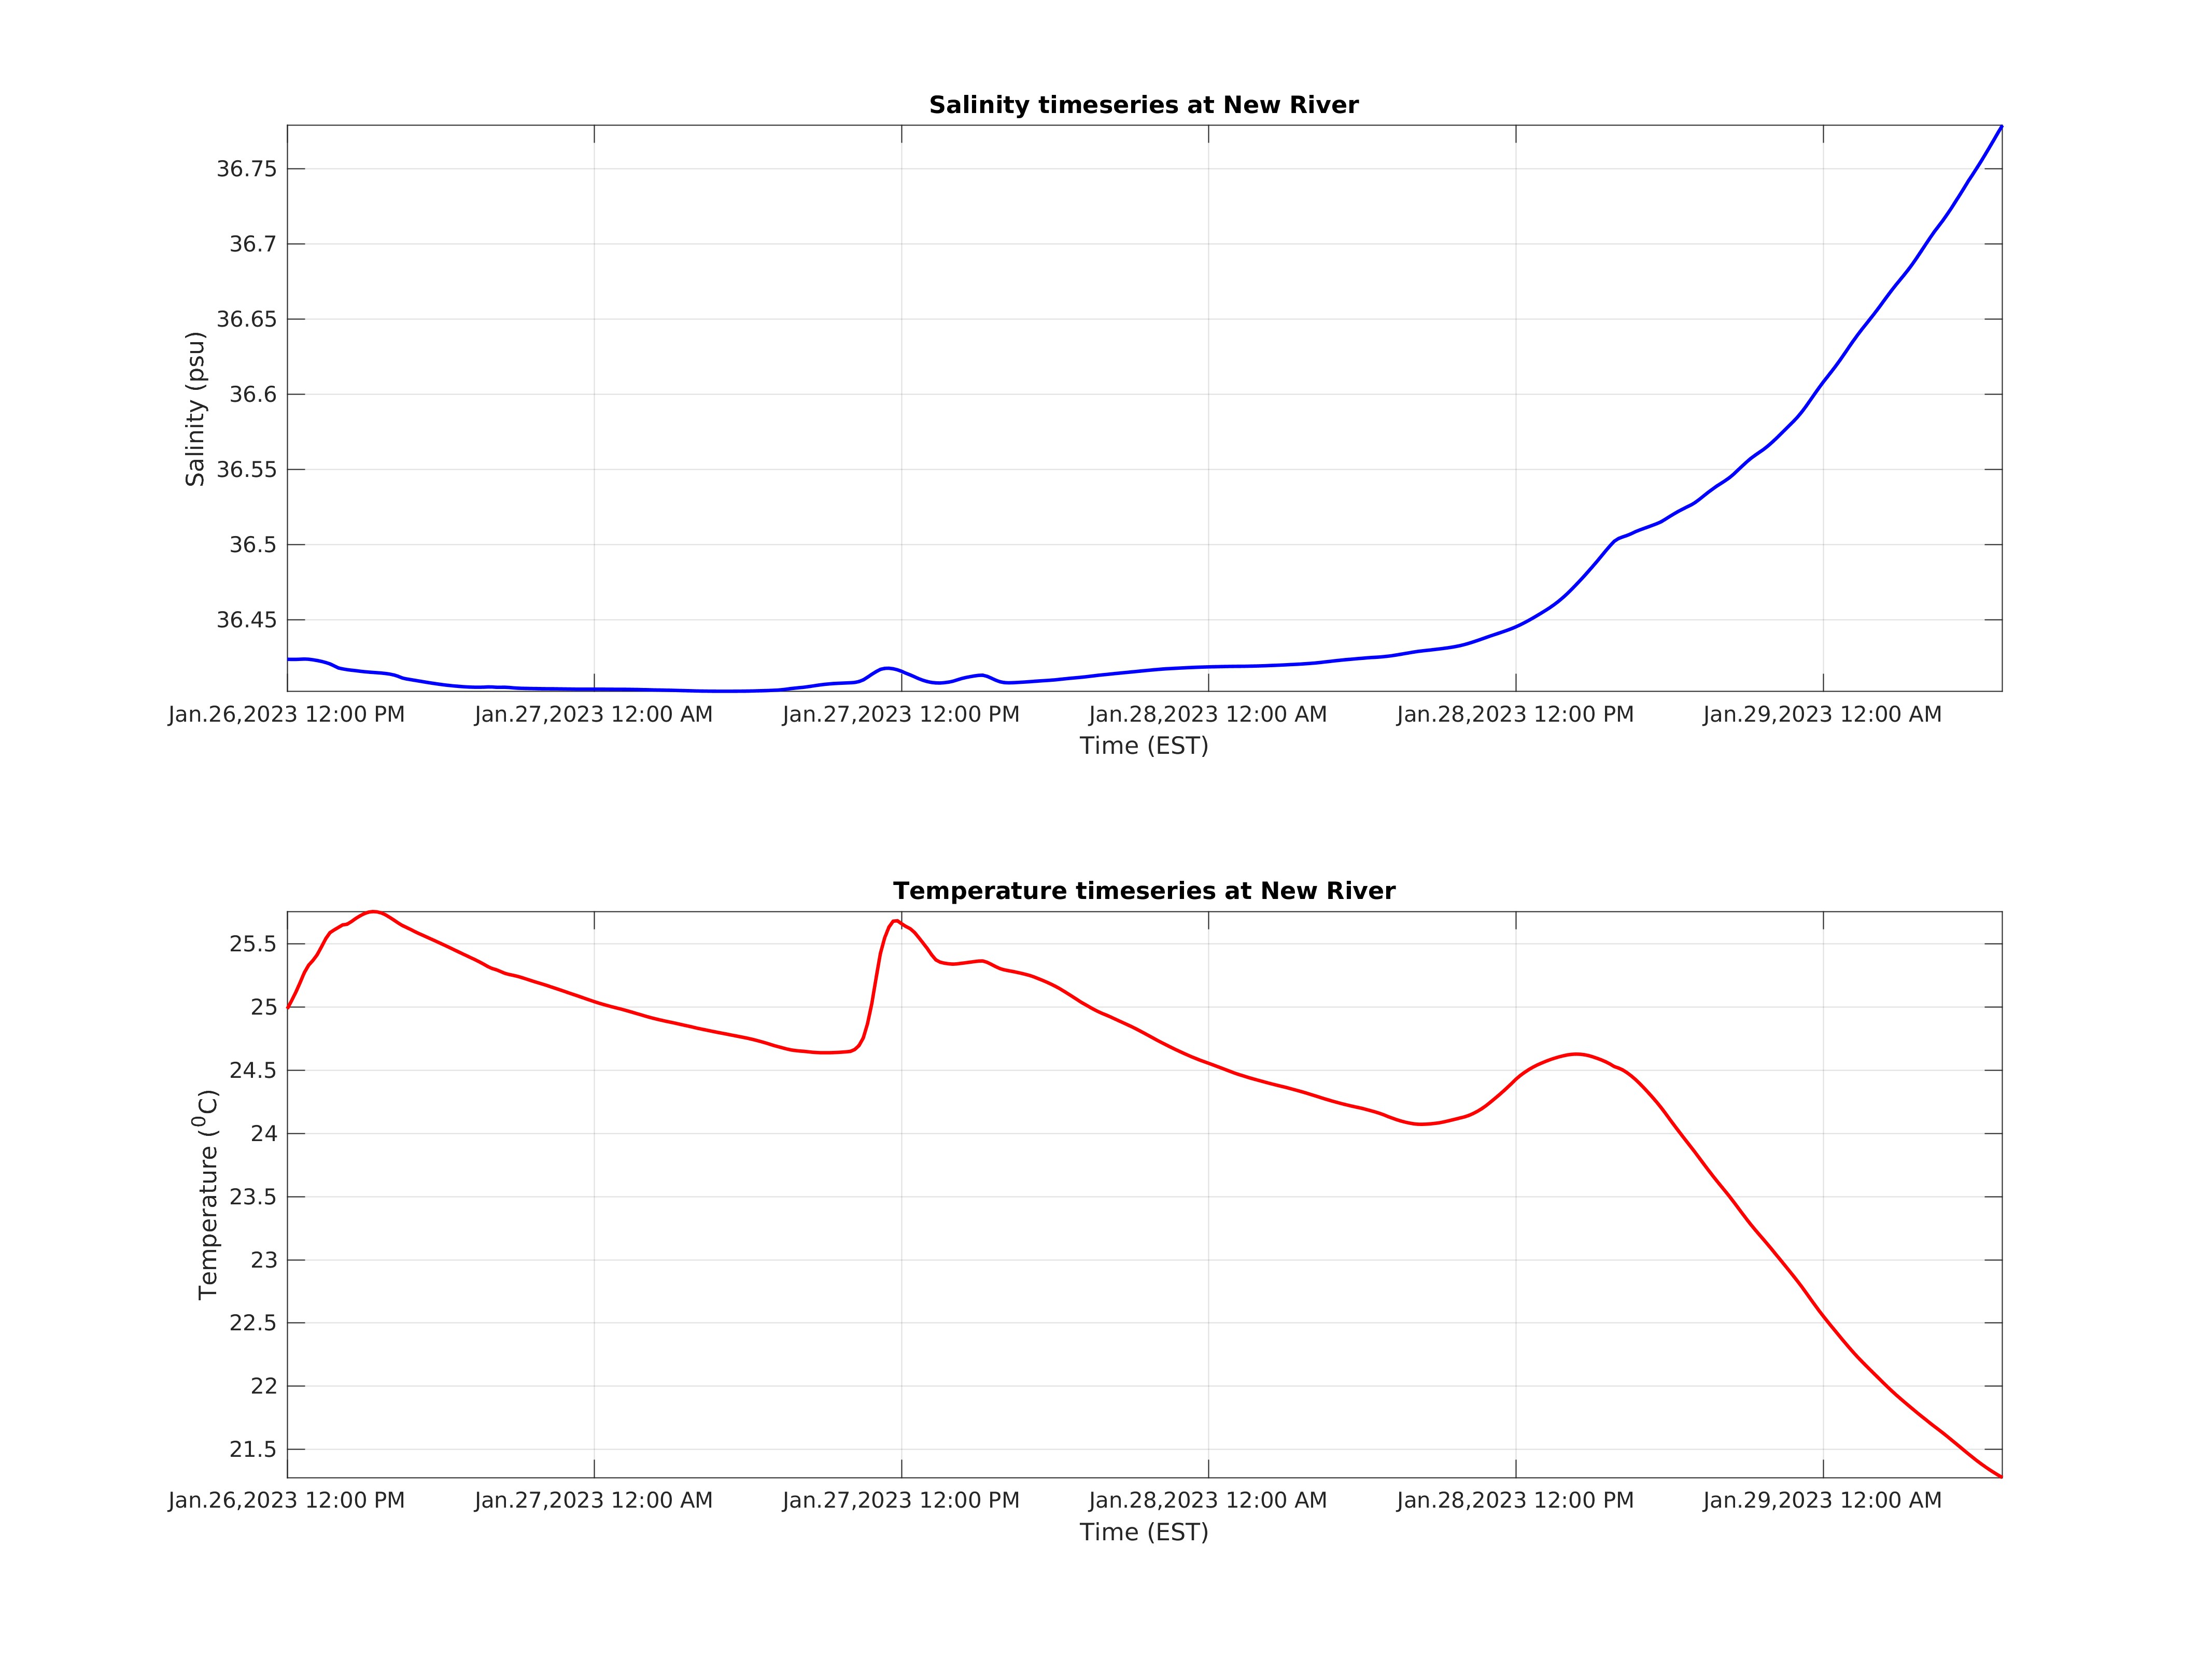 Salinity timeseries at New River
36.75
36.7
36.65
36.6
36.55
36.5
36.45
Salinity (psu)
Jan.26,2023 12:00 PM Jan.27,2023 12:00 AM Jan.27,2023 12:00 PM Jan.28,2023 12:00 AM Jan.28,2023 12:00 PM Jan.29,2023 12:00 AM
Time (EST)
Temperature timeseries at New River
25.5
25
24.5
24
23.5
23
22.5
22
21.5
Temperature (⁰C)
Jan.26,2023 12:00 PM Jan.27,2023 12:00 AM Jan.27,2023 12:00 PM Jan.28,2023 12:00 AM Jan.28,2023 12:00 PM Jan.29,2023 12:00 AM
Time (EST)